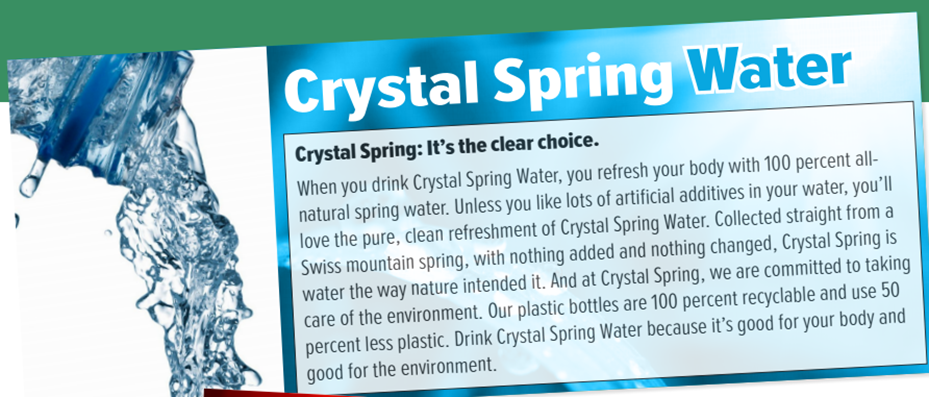 Crystal Spring Water
Crystal Spring: It's the clear choice.
When you drink Crystal Spring Water, you refresh your body with 100 percent all-
natural spring water. Unless you like lots of artificial additives in your water, you'll
love the pure, clean refreshment of Crystal Spring Water. Collected straight from a
Swiss mountain spring, with nothing added and nothing changed, Crystal Spring is
water the way nature intended it. And at Crystal Spring, we are committed to taking
care of the environment. Our plastic bottles are 100 percent recyclable and use 50
percent less plastic. Drink Crystal Spring Water because it's good for your body and
good for the environment.